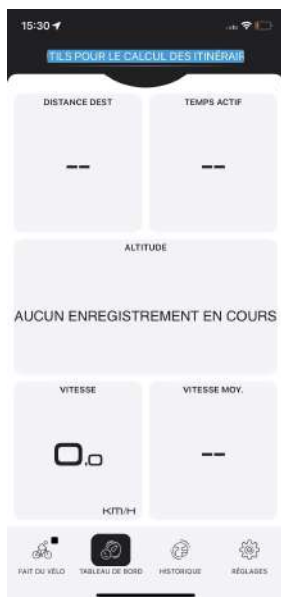 15:30
TILS POUR LE CALCUL DES ITINÉRAIR
DISTANCE DEST
TEMPS ACTIF
--
--
ALTITUDE
AUCUN ENREGISTREMENT EN COURS
VITESSE
VITESSE MOY.
0.0
--
KM/H
FAIT DU VÉLO
TABLEAU DE BORD
HISTORIQUE
RÉGLAGES